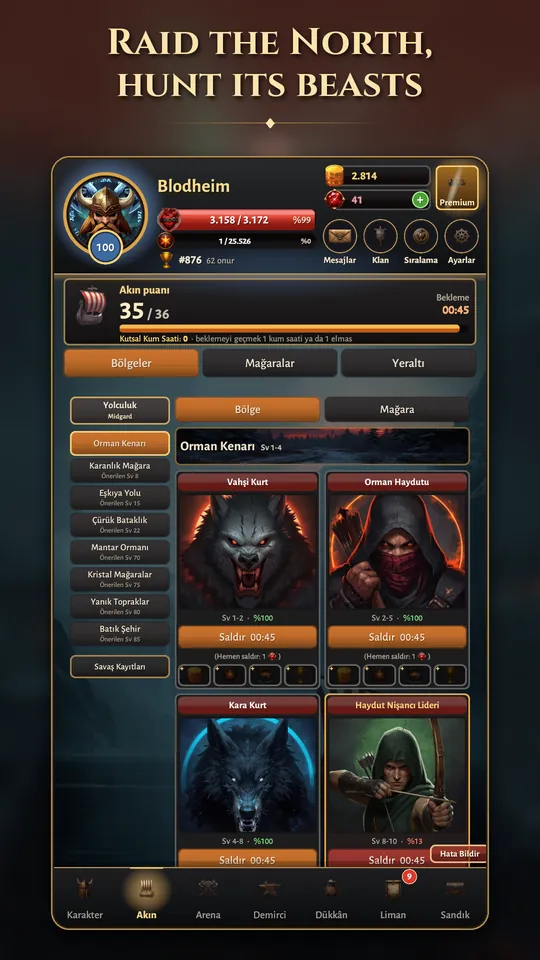 RAID THE NORTH,
HUNT ITS BEASTS
Blodheim
100
3.158 / 3.172 %99
1 / 25.526 %0
#876 62 onur
2.814
41
Premium
Mesajlar Klan Sıralama Ayarlar
Akın puanı
35 / 36
Bekleme
00:45
Kutsal Kum Saati: 0 · beklemeyi geçmek 1 kum saati ya da 1 elmas
Bölgeler Mağaralar Yeraltı
Yolculuk
Midgard
Orman Kenarı
Karanlık Mağara
Önerilen Sv 8
Eşkıya Yolu
Önerilen Sv 15
Çürük Bataklık
Önerilen Sv 22
Mantar Ormanı
Önerilen Sv 70
Kristal Mağaralar
Önerilen Sv 75
Yanık Topraklar
Önerilen Sv 80
Batık Şehir
Önerilen Sv 85
Savaş Kayıtları
Bölge Mağara
Orman Kenarı Sv 1-4
Vahşi Kurt
Sv 1-2 · %100
Saldır 00:45
(Hemen saldır: 1 )
Orman Haydutu
Sv 2-5 · %100
Saldır 00:45
(Hemen saldır: 1 )
Kara Kurt
Sv 4-8 · %100
Saldır 00:45
Haydut Nişancı Lideri
Sv 8-10 · %13
Saldır 00:45
Hata Bildir
9
Karakter Akın Arena Demirci Dükkân Liman Sandık